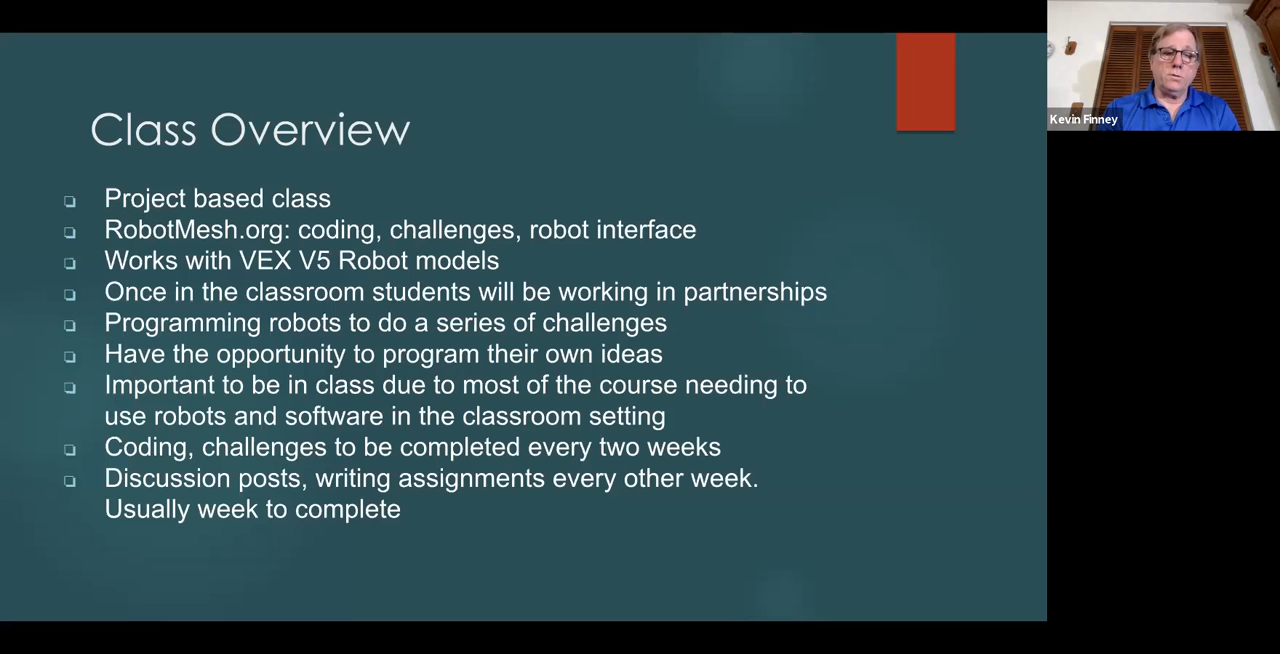 Class Overview
Project based class
RobotMesh.org: coding, challenges, robot interface
Works with VEX V5 Robot models
Once in the classroom students will be working in partnerships
Programming robots to do a series of challenges
Have the opportunity to program their own ideas
Important to be in class due to most of the course needing to
use robots and software in the classroom setting
Coding, challenges to be completed every two weeks
Discussion posts, writing assignments every other week.
Usually week to complete
Kevin Finney